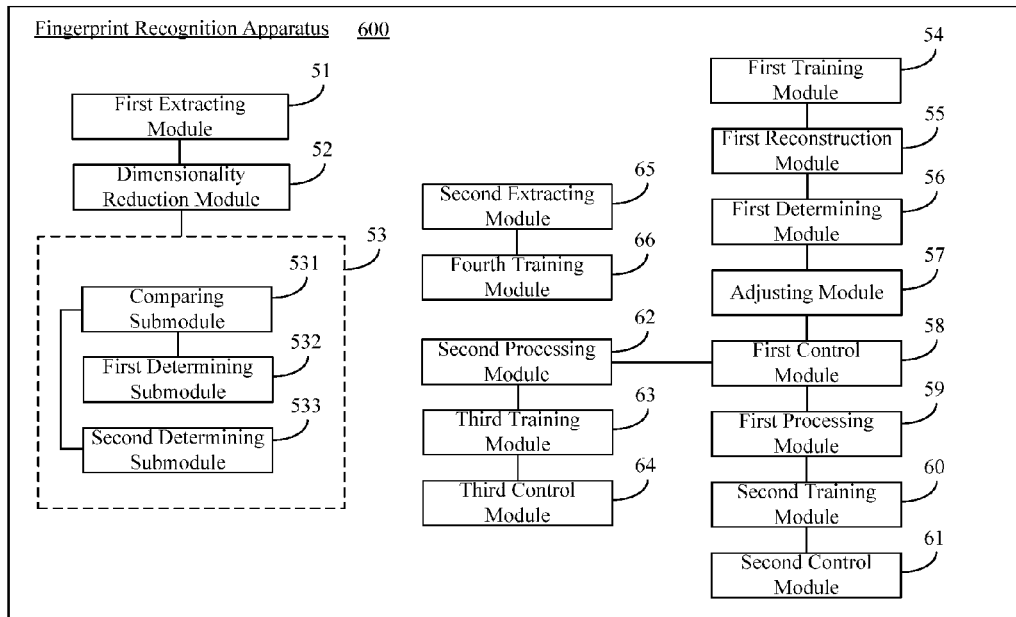 Fingerprint Recognition Apparatus 600
51
First Extracting
Module
52
Dimensionality
Reduction Module
53
531
Comparing
Submodule
532
First Determining
Submodule
533
Second Determining
Submodule
65
Second Extracting
Module
66
Fourth Training
Module
62
Second Processing
Module
63
Third Training
Module
64
Third Control
Module
54
First Training
Module
55
First Reconstruction
Module
56
First Determining
Module
57
Adjusting Module
58
First Control
Module
59
First Processing
Module
60
Second Training
Module
61
Second Control
Module